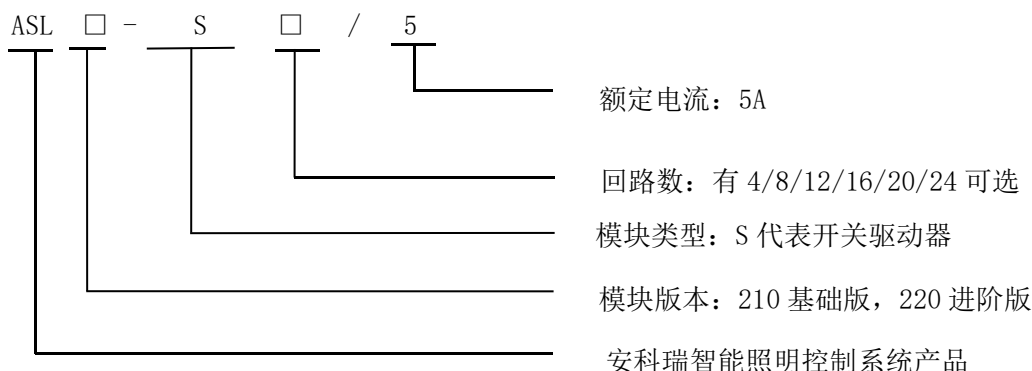 ASL □ - S □ / 5
额定电流：5A
回路数：有 4/8/12/16/20/24 可选
模块类型：S 代表开关驱动器
模块版本：210 基础版，220 进阶版
安科瑞智能照明控制系统产品